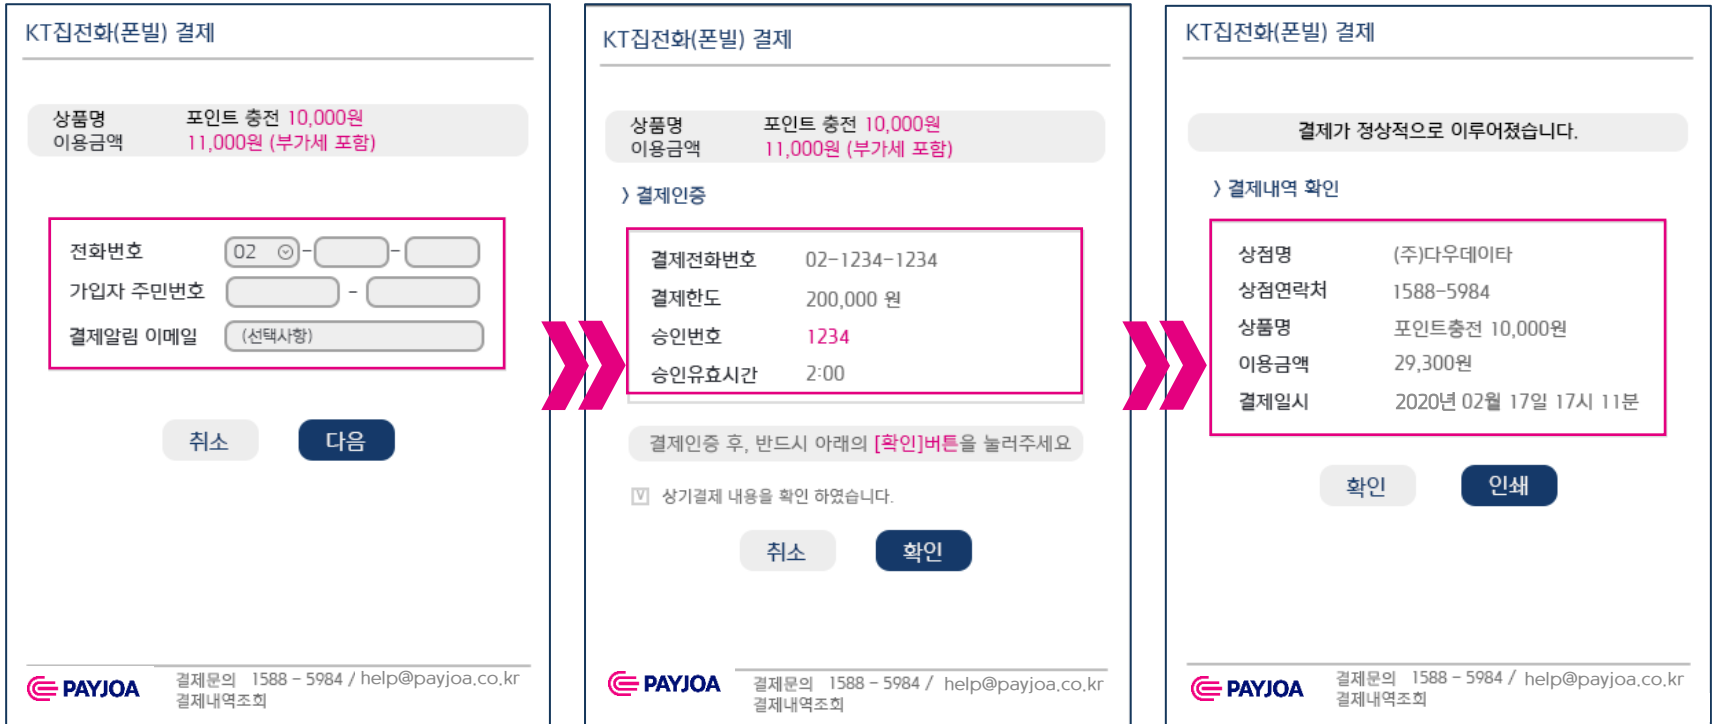 KT집전화(폰빌) 결제
상품명 포인트 충전 10,000원
이용금액 11,000원 (부가세 포함)
전화번호 02 - -
가입자 주민번호 -
결제알림 이메일 (선택사항)
취소 다음
PAYJOA 결제문의 1588 - 5984 / help@payjoa.co.kr
결제내역조회
KT집전화(폰빌) 결제
상품명 포인트 충전 10,000원
이용금액 11,000원 (부가세 포함)
> 결제인증
결제전화번호 02-1234-1234
결제한도 200,000 원
승인번호 1234
승인유효시간 2:00
결제인증 후, 반드시 아래의 [확인]버튼을 눌러주세요
V 상기결제 내용을 확인 하였습니다.
취소 확인
PAYJOA 결제문의 1588 - 5984 / help@payjoa.co.kr
결제내역조회
KT집전화(폰빌) 결제
결제가 정상적으로 이루어졌습니다.
> 결제내역 확인
상점명 (주)다우데이타
상점연락처 1588-5984
상품명 포인트충전 10,000원
이용금액 29,300원
결제일시 2020년 02월 17일 17시 11분
확인 인쇄
PAYJOA 결제문의 1588 - 5984 / help@payjoa.co.kr
결제내역조회